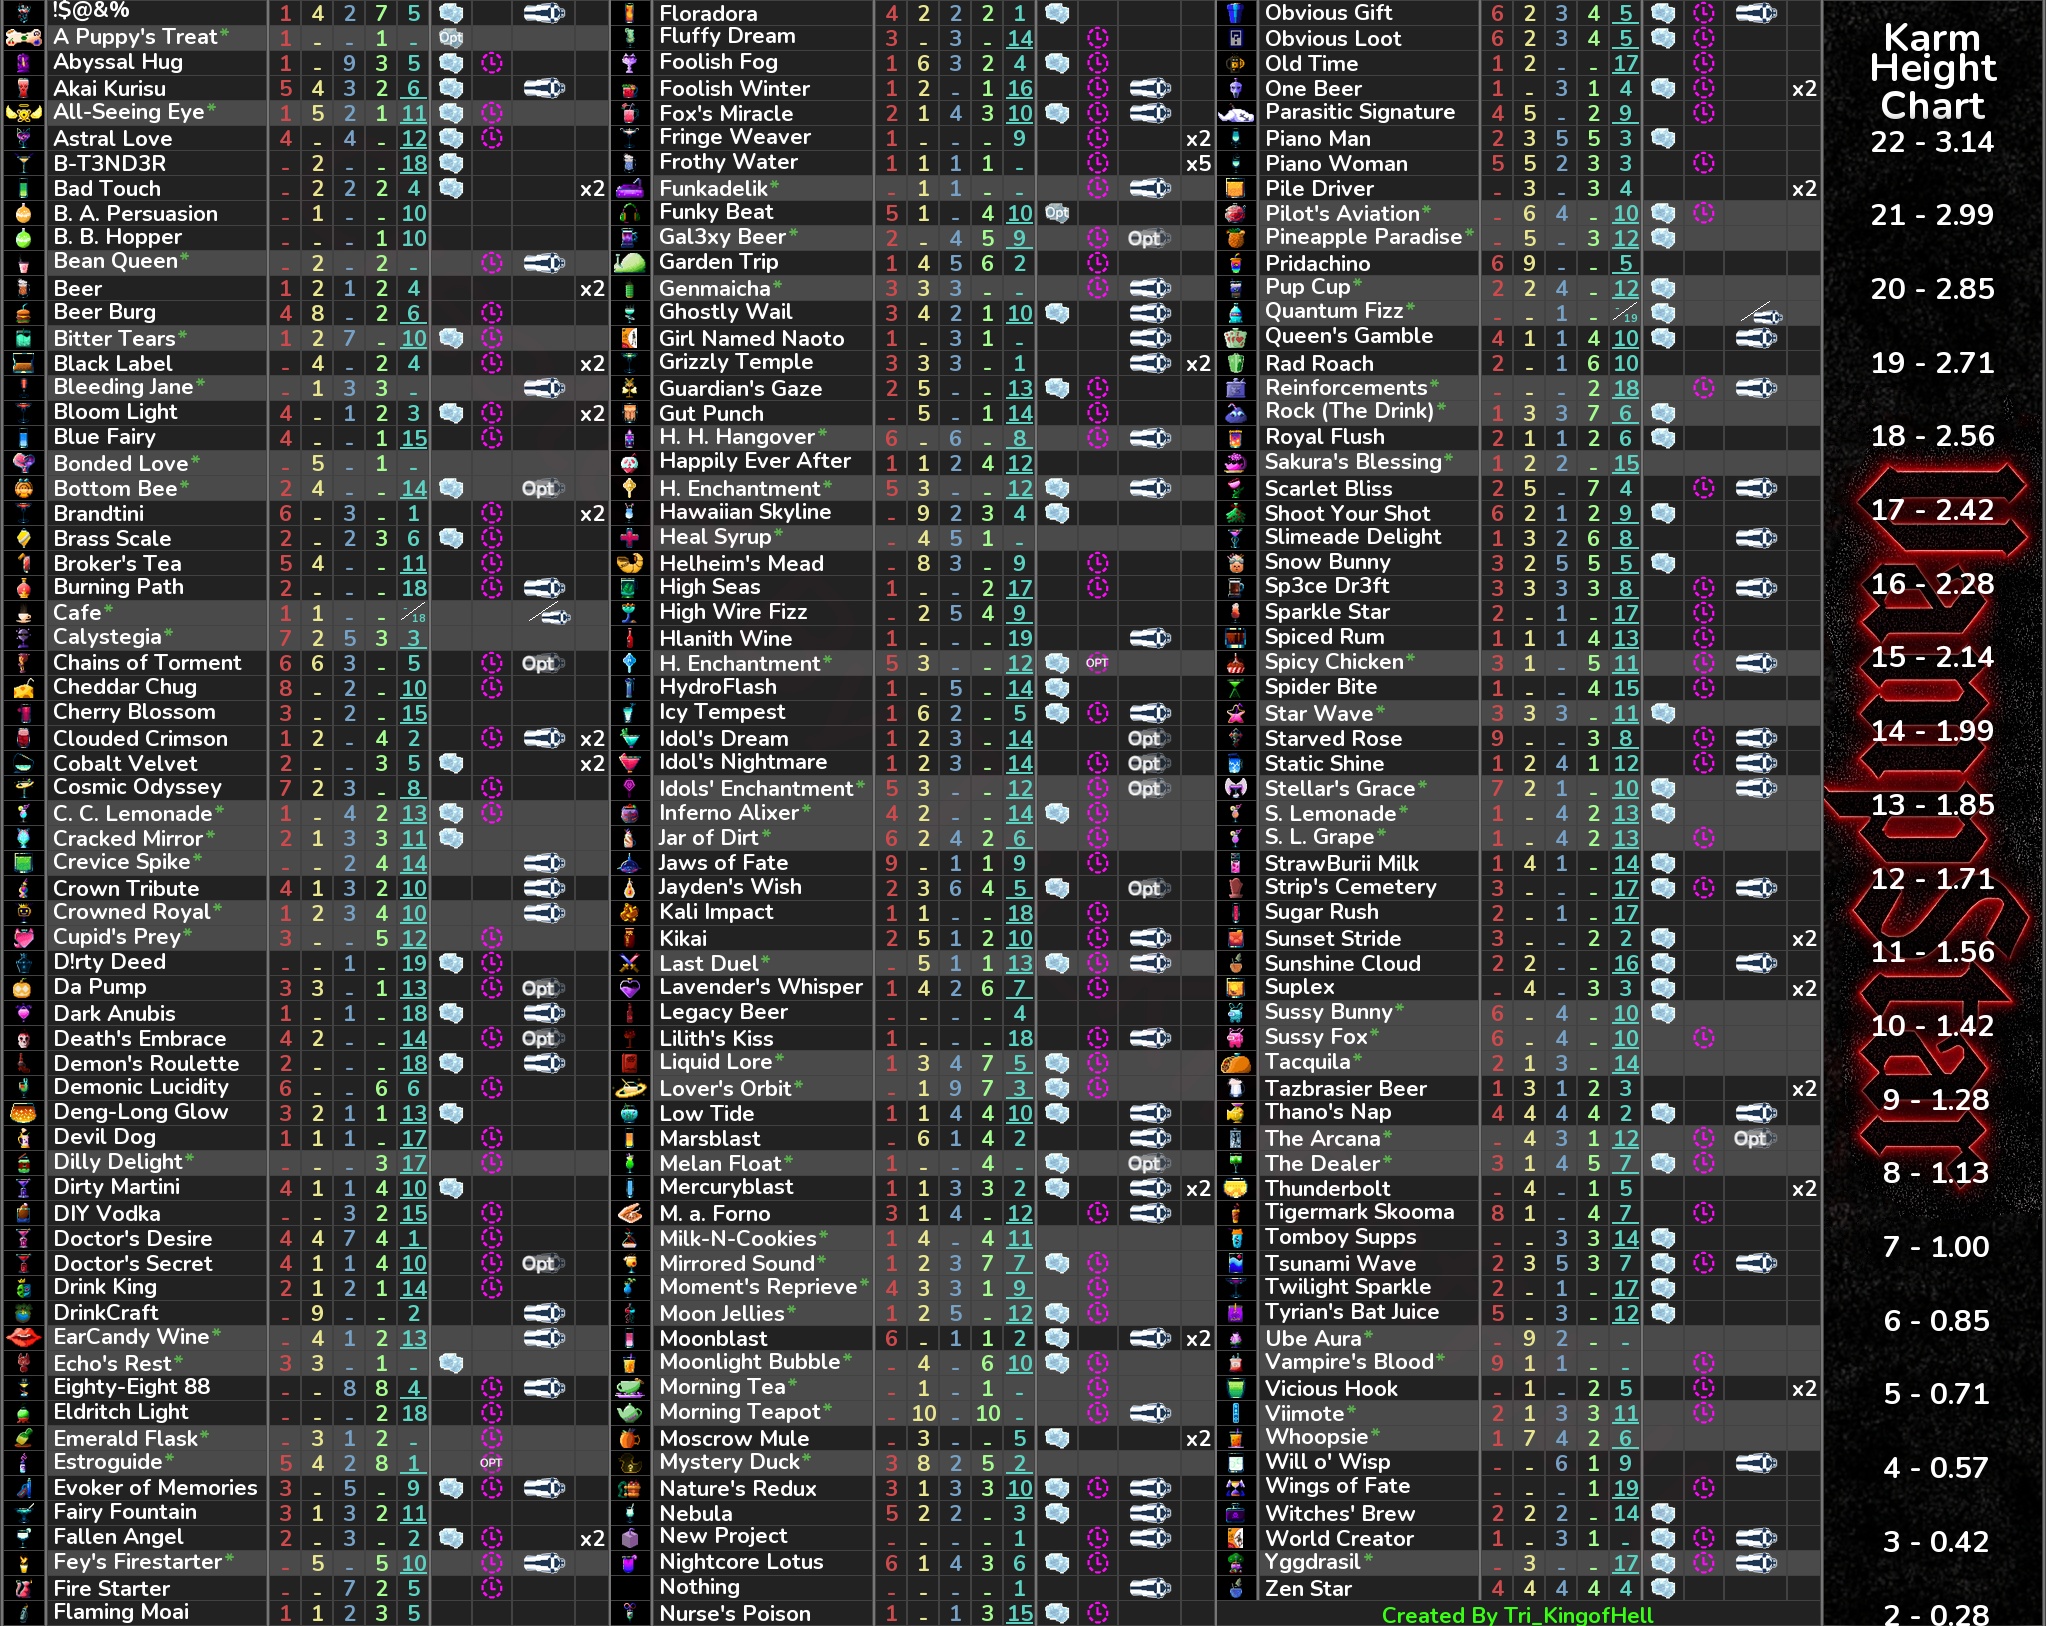 !$@&% 1 4 2 7 5
A Puppy's Treat* 1 - - 1 - Opt
Abyssal Hug 1 - 9 3 5
Akai Kurisu 5 4 3 2 6
All-Seeing Eye* 1 5 2 1 11
Astral Love 4 - 4 - 12
B-T3ND3R - 2 - - 18
Bad Touch - 2 2 2 4 x2
B. A. Persuasion - 1 - - 10
B. B. Hopper - - - 1 10
Bean Queen* - 2 - 2 -
Beer 1 2 1 2 4 x2
Beer Burg 4 8 - 2 6
Bitter Tears* 1 2 7 - 10
Black Label - 4 - 2 4 x2
Bleeding Jane* - 1 3 3 -
Bloom Light 4 - 1 2 3 x2
Blue Fairy 4 - - 1 15
Bonded Love* - 5 - 1 -
Bottom Bee* 2 4 - - 14 Opt
Brandtini 6 - 3 - 1 x2
Brass Scale 2 - 2 3 6
Broker's Tea 5 4 - - 11
Burning Path 2 - - - 18
Cafe* 1 1 - - -/18
Calystegia* 7 2 5 3 3
Chains of Torment 6 6 3 - 5 Opt
Cheddar Chug 8 - 2 - 10
Cherry Blossom 3 - 2 - 15
Clouded Crimson 1 2 - 4 2 x2
Cobalt Velvet 2 - - 3 5 x2
Cosmic Odyssey 7 2 3 - 8
C. C. Lemonade* 1 - 4 2 13
Cracked Mirror* 2 1 3 3 11
Crevice Spike* - - 2 4 14
Crown Tribute 4 1 3 2 10
Crowned Royal* 1 2 3 4 10
Cupid's Prey* 3 - - 5 12
D!rty Deed - - 1 - 19
Da Pump 3 3 - 1 13 Opt
Dark Anubis 1 - 1 - 18
Death's Embrace 4 2 - - 14 Opt
Demon's Roulette 2 - - - 18
Demonic Lucidity 6 - - 6 6
Deng-Long Glow 3 2 1 1 13
Devil Dog 1 1 1 - 17
Dilly Delight* - - - 3 17
Dirty Martini 4 1 1 4 10
DIY Vodka - - 3 2 15
Doctor's Desire 4 4 7 4 1
Doctor's Secret 4 1 1 4 10 Opt
Drink King 2 1 2 1 14
DrinkCraft - 9 - - 2
EarCandy Wine* - 4 1 2 13
Echo's Rest* 3 3 - 1 -
Eighty-Eight 88 - - 8 8 4
Eldritch Light - - - 2 18
Emerald Flask* - 3 1 2 -
Estroguide* 5 4 2 8 1 OPT
Evoker of Memories 3 - 5 - 9
Fairy Fountain 3 1 3 2 11
Fallen Angel 2 - 3 - 2 x2
Fey's Firestarter* - 5 - 5 10
Fire Starter - - 7 2 5
Flaming Moai 1 1 2 3 5
Floradora 4 2 2 2 1
Fluffy Dream 3 - 3 - 14
Foolish Fog 1 6 3 2 4
Foolish Winter 1 2 - 1 16
Fox's Miracle 2 1 4 3 10
Fringe Weaver 1 - - - 9 x2
Frothy Water 1 1 1 1 - x5
Funkadelik* - 1 1 - -
Funky Beat 5 1 - 4 10 Opt
Gal3xy Beer* 2 - 4 5 9 Opt
Garden Trip 1 4 5 6 2
Genmaicha* 3 3 3 - -
Ghostly Wail 3 4 2 1 10
Girl Named Naoto 1 - 3 1 -
Grizzly Temple 3 3 3 - 1 x2
Guardian's Gaze 2 5 - - 13
Gut Punch - 5 - 1 14
H. H. Hangover* 6 - 6 - 8
Happily Ever After 1 1 2 4 12
H. Enchantment* 5 3 - - 12
Hawaiian Skyline - 9 2 3 4
Heal Syrup* - 4 5 1 -
Helheim's Mead - 8 3 - 9
High Seas 1 - - 2 17
High Wire Fizz - 2 5 4 9
Hlanith Wine 1 - - - 19
H. Enchantment* 5 3 - - 12 OPT
HydroFlash 1 - 5 - 14
Icy Tempest 1 6 2 - 5
Idol's Dream 1 2 3 - 14 Opt
Idol's Nightmare 1 2 3 - 14 Opt
Idols' Enchantment* 5 3 - - 12 Opt
Inferno Alixer* 4 2 - - 14
Jar of Dirt* 6 2 4 2 6
Jaws of Fate 9 - 1 1 9
Jayden's Wish 2 3 6 4 5 Opt
Kali Impact 1 1 - - 18
Kikai 2 5 1 2 10
Last Duel* - 5 1 1 13
Lavender's Whisper 1 4 2 6 7
Legacy Beer - - - - 4
Lilith's Kiss 1 - - - 18
Liquid Lore* 1 3 4 7 5
Lover's Orbit* - 1 9 7 3
Low Tide 1 1 4 4 10
Marsblast - 6 1 4 2
Melan Float* 1 - - 4 - Opt
Mercuryblast 1 1 3 3 2 x2
M. a. Forno 3 1 4 - 12
Milk-N-Cookies* 1 4 - 4 11
Mirrored Sound* 1 2 3 7 7
Moment's Reprieve* 4 3 3 1 9
Moon Jellies* 1 2 5 - 12
Moonblast 6 - 1 1 2 x2
Moonlight Bubble* - 4 - 6 10
Morning Tea* - 1 - 1 -
Morning Teapot* - 10 - 10 -
Moscrow Mule - 3 - - 5 x2
Mystery Duck* 3 8 2 5 2
Nature's Redux 3 1 3 3 10
Nebula 5 2 2 - 3
New Project - - - - 1
Nightcore Lotus 6 1 4 3 6
Nothing - - - - 1
Nurse's Poison 1 - 1 3 15
Obvious Gift 6 2 3 4 5
Obvious Loot 6 2 3 4 5
Old Time 1 2 - - 17
One Beer 1 - 3 1 4 x2
Parasitic Signature 4 5 - 2 9
Piano Man 2 3 5 5 3
Piano Woman 5 5 2 3 3
Pile Driver - 3 - 3 4 x2
Pilot's Aviation* - 6 4 - 10
Pineapple Paradise* - 5 - 3 12
Pridachino 6 9 - - 5
Pup Cup* 2 2 4 - 12
Quantum Fizz* - - 1 - -/19
Queen's Gamble 4 1 1 4 10
Rad Roach 2 - 1 6 10
Reinforcements* - - - 2 18
Rock (The Drink)* 1 3 3 7 6
Royal Flush 2 1 1 2 6
Sakura's Blessing* 1 2 2 - 15
Scarlet Bliss 2 5 - 7 4
Shoot Your Shot 6 2 1 2 9
Slimeade Delight 1 3 2 6 8
Snow Bunny 3 2 5 5 5
Sp3ce Dr3ft 3 3 3 3 8
Sparkle Star 2 - 1 - 17
Spiced Rum 1 1 1 4 13
Spicy Chicken* 3 1 - 5 11
Spider Bite 1 - - 4 15
Star Wave* 3 3 3 - 11
Starved Rose 9 - - 3 8
Static Shine 1 2 4 1 12
Stellar's Grace* 7 2 1 - 10
S. Lemonade* 1 - 4 2 13
S. L. Grape* 1 - 4 2 13
StrawBurii Milk 1 4 1 - 14
Strip's Cemetery 3 - - - 17
Sugar Rush 2 - 1 - 17
Sunset Stride 3 - - 2 2 x2
Sunshine Cloud 2 2 - - 16
Suplex - 4 - 3 3 x2
Sussy Bunny* 6 - 4 - 10
Sussy Fox* 6 - 4 - 10
Tacquila* 2 1 3 - 14
Tazbrasier Beer 1 3 1 2 3 x2
Thano's Nap 4 4 4 4 2
The Arcana* - 4 3 1 12 Opt
The Dealer* 3 1 4 5 7
Thunderbolt - 4 - 1 5 x2
Tigermark Skooma 8 1 - 4 7
Tomboy Supps - - 3 3 14
Tsunami Wave 2 3 5 3 7
Twilight Sparkle 2 - 1 - 17
Tyrian's Bat Juice 5 - 3 - 12
Ube Aura* - 9 2 - -
Vampire's Blood* 9 1 1 - -
Vicious Hook - 1 - 2 5 x2
Viimote* 2 1 3 3 11
Whoopsie* 1 7 4 2 6
Will o' Wisp - - 6 1 9
Wings of Fate - - - 1 19
Witches' Brew 2 2 2 - 14
World Creator 1 - 3 1 -
Yggdrasil* - 3 - - 17
Zen Star 4 4 4 4 4
Created By Tri_KingofHell
Karm
Height
Chart
22 - 3.14
21 - 2.99
20 - 2.85
19 - 2.71
18 - 2.56
17 - 2.42
16 - 2.28
15 - 2.14
14 - 1.99
13 - 1.85
12 - 1.71
11 - 1.56
10 - 1.42
9 - 1.28
8 - 1.13
7 - 1.00
6 - 0.85
5 - 0.71
4 - 0.57
3 - 0.42
2 - 0.28